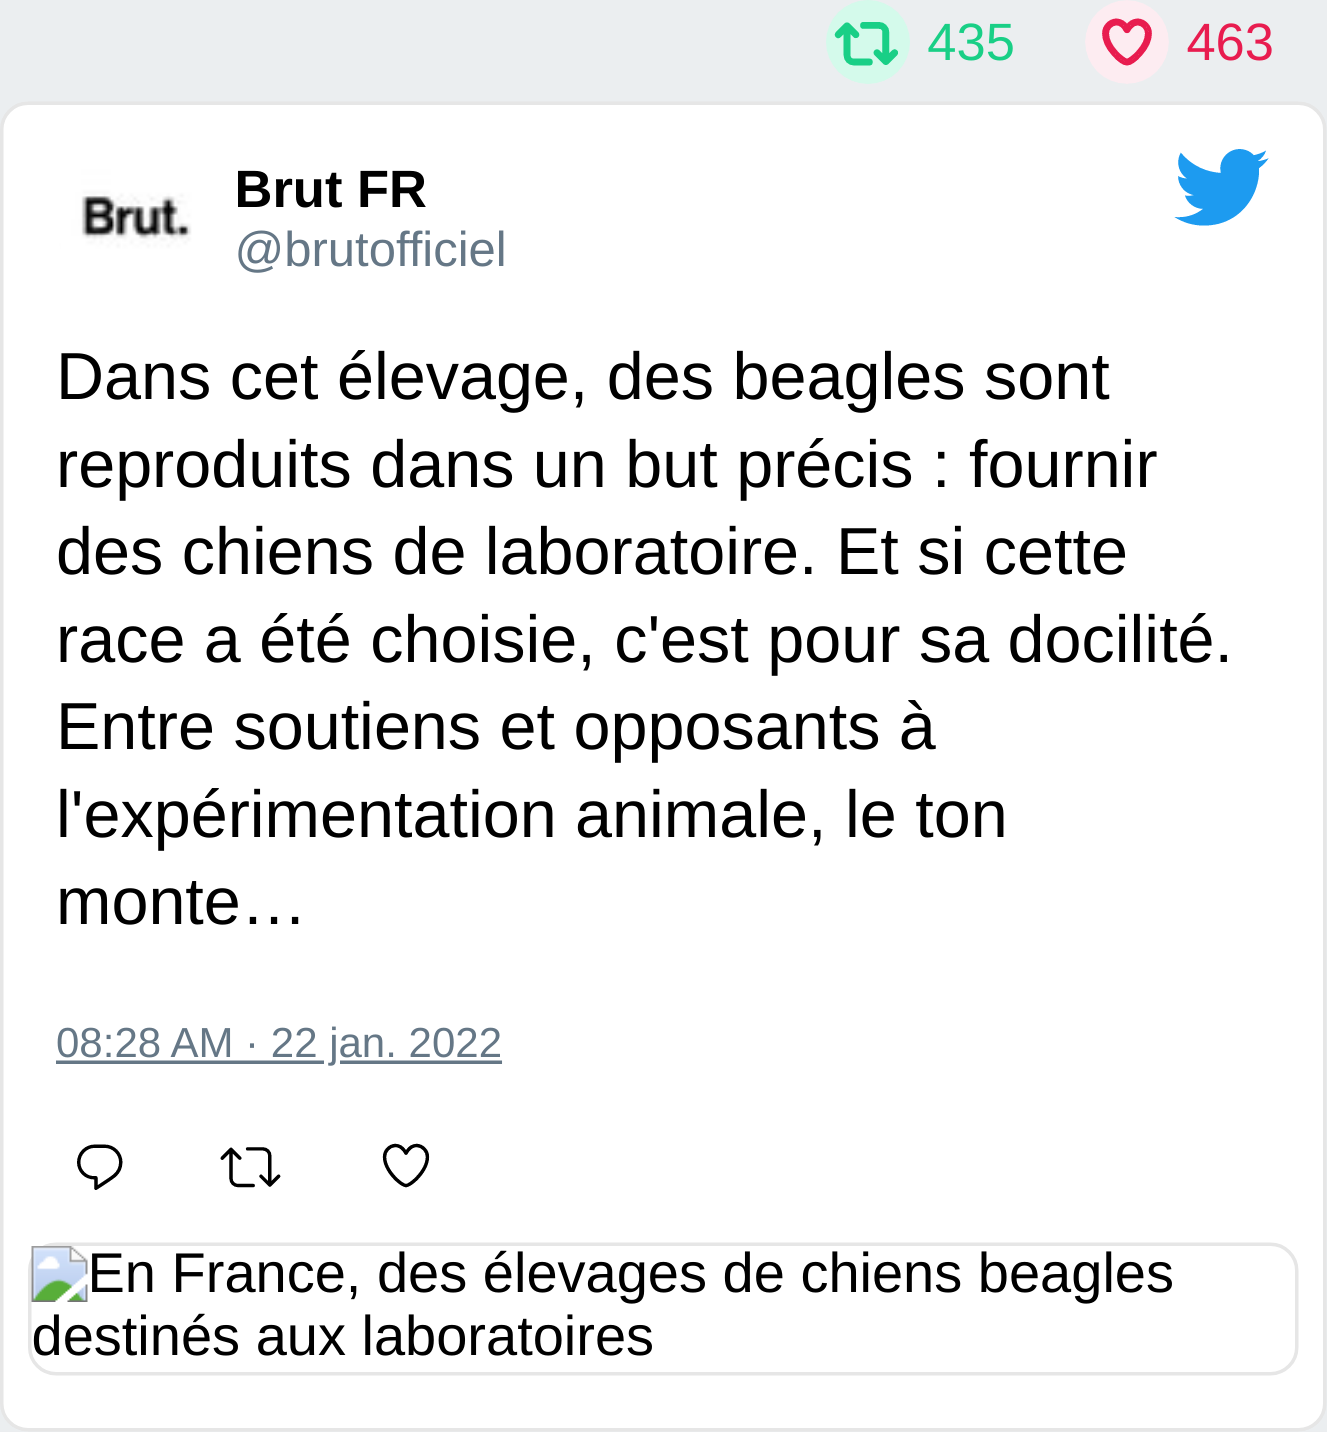 435 463
Brut.
Brut FR
@brutofficiel
Dans cet élevage, des beagles sont
reproduits dans un but précis : fournir
des chiens de laboratoire. Et si cette
race a été choisie, c'est pour sa docilité.
Entre soutiens et opposants à
l'expérimentation animale, le ton
monte…
08:28 AM · 22 jan. 2022
En France, des élevages de chiens beagles
destinés aux laboratoires